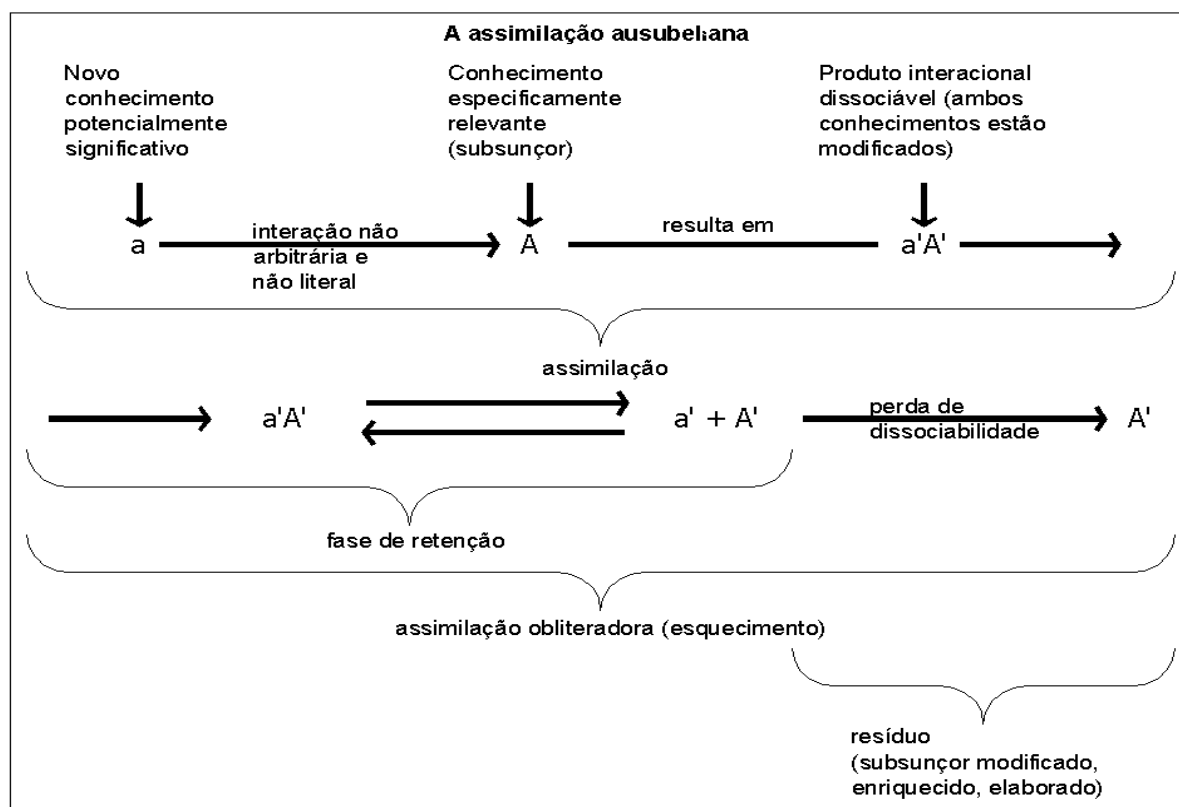 A assimilação ausubeliana
Novo
conhecimento
potencialmente
significativo
Conhecimento
especificamente
relevante
(subsunçor)
Produto interacional
dissociável (ambos
conhecimentos estão
modificados)
a
interação não
arbitrária e
não literal
A
resulta em
a'A'
assimilação
a'A'
a' + A'
perda de
dissociabilidade
A'
fase de retenção
assimilação obliteradora (esquecimento)
resíduo
(subsunçor modificado,
enriquecido, elaborado)